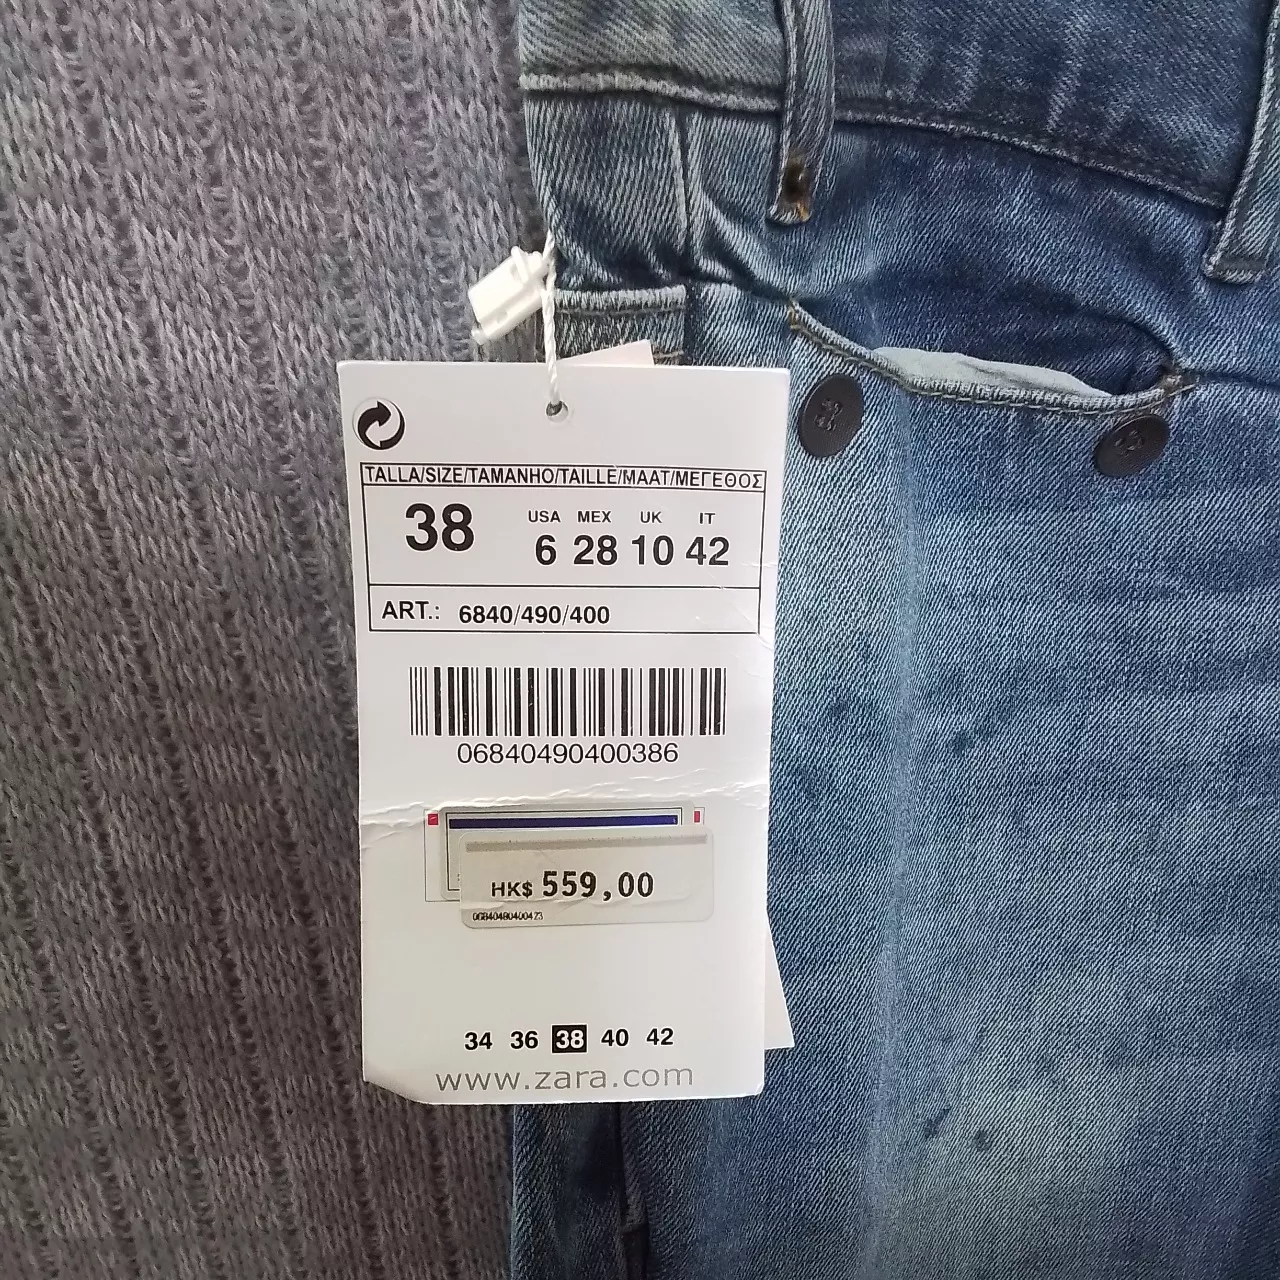 TALLA/SIZE/TAMANHO/TAILLE/MAAT/ΜΕΓΕΘΟΣ
38
USA MEX UK IT
6 28 10 42
ART.: 6840/490/400
06840490400386
HK$ 559,00
34 36 38 40 42
www.zara.com